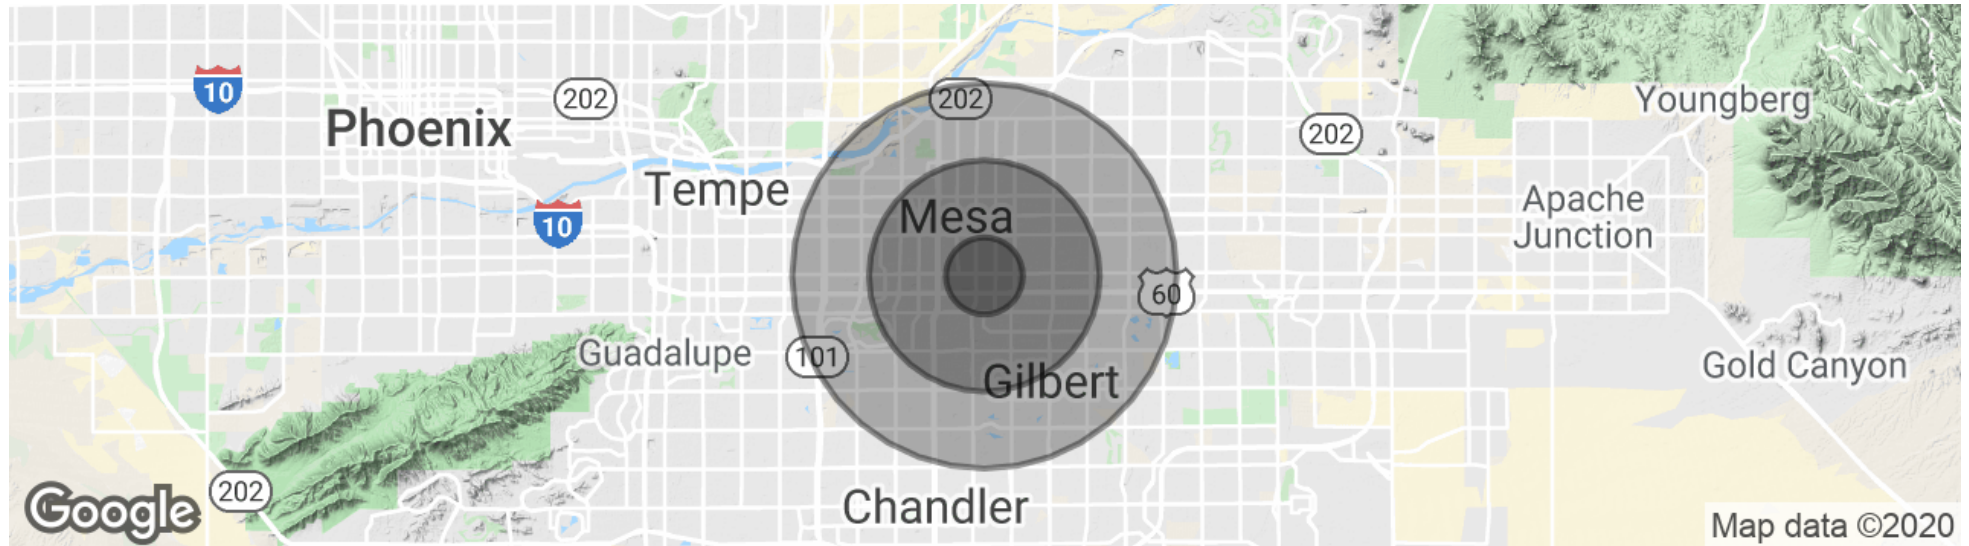 10
202
202
Youngberg
Phoenix
202
Tempe
Apache
Junction
Mesa
10
60
Guadalupe
101
Gold Canyon
Gilbert
202
Google
Chandler
Map data ©2020